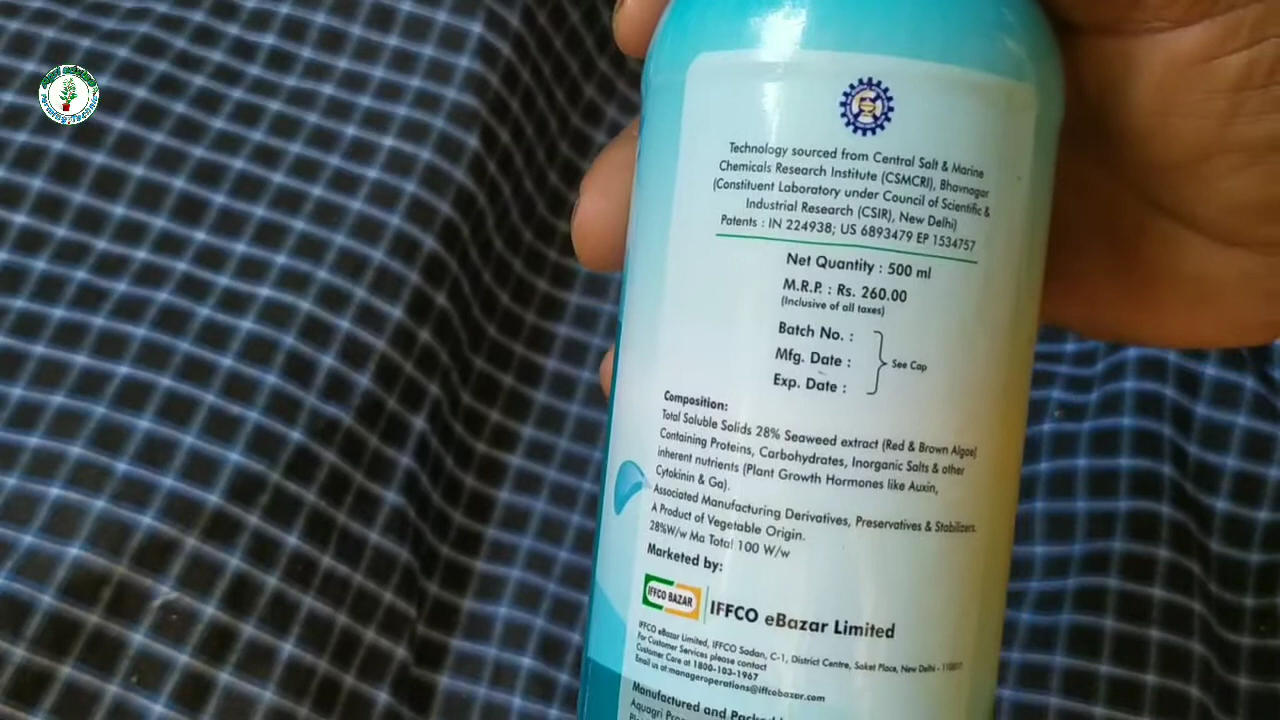 Technology sourced from Central Salt & Marine
Chemicals Research Institute (CSMCRI), Bhavnagar
(Constituent Laboratory under Council of Scientific &
Industrial Research (CSIR), New Delhi)
Patents : IN 224938; US 6893479 EP 1534757
Net Quantity : 500 ml
M.R.P. : Rs. 260.00
(Inclusive of all taxes)
Batch No. :
Mfg. Date :
Exp. Date :
See Cap
Composition:
Total Soluble Solids 28% Seaweed extract (Red & Brown Algae)
Containing Proteins, Carbohydrates, Inorganic Salts & other
inherent nutrients (Plant Growth Hormones like Auxin,
Cytokinin & Ga).
Associated Manufacturing Derivatives, Preservatives & Stabilizers.
A Product of Vegetable Origin.
28%W/w Ma Total 100 W/w
Marketed by:
IFFCO BAZAR
IFFCO eBazar Limited
IFFCO eBazar Limited, IFFCO Sadan, C-1, District Centre, Saket Place, New Delhi -
For Customer Services please contact
Customer Care at 1800-103-1967
Email us at:manageroperations@iffcobazar.com
Manufactured and
Aquagri